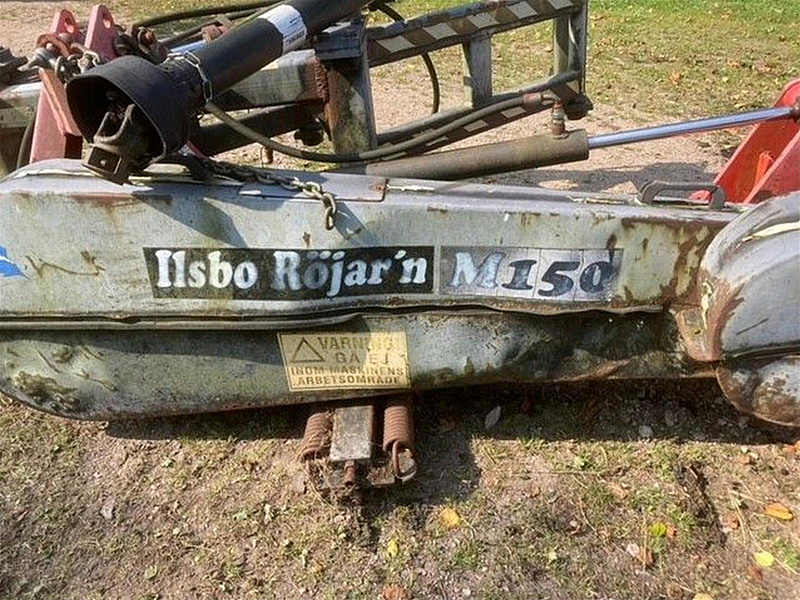 Ilsbo Röjar'n M150
VARNING
GÅ EJ
INOM MASKINENS
ARBETSOMRÅDE